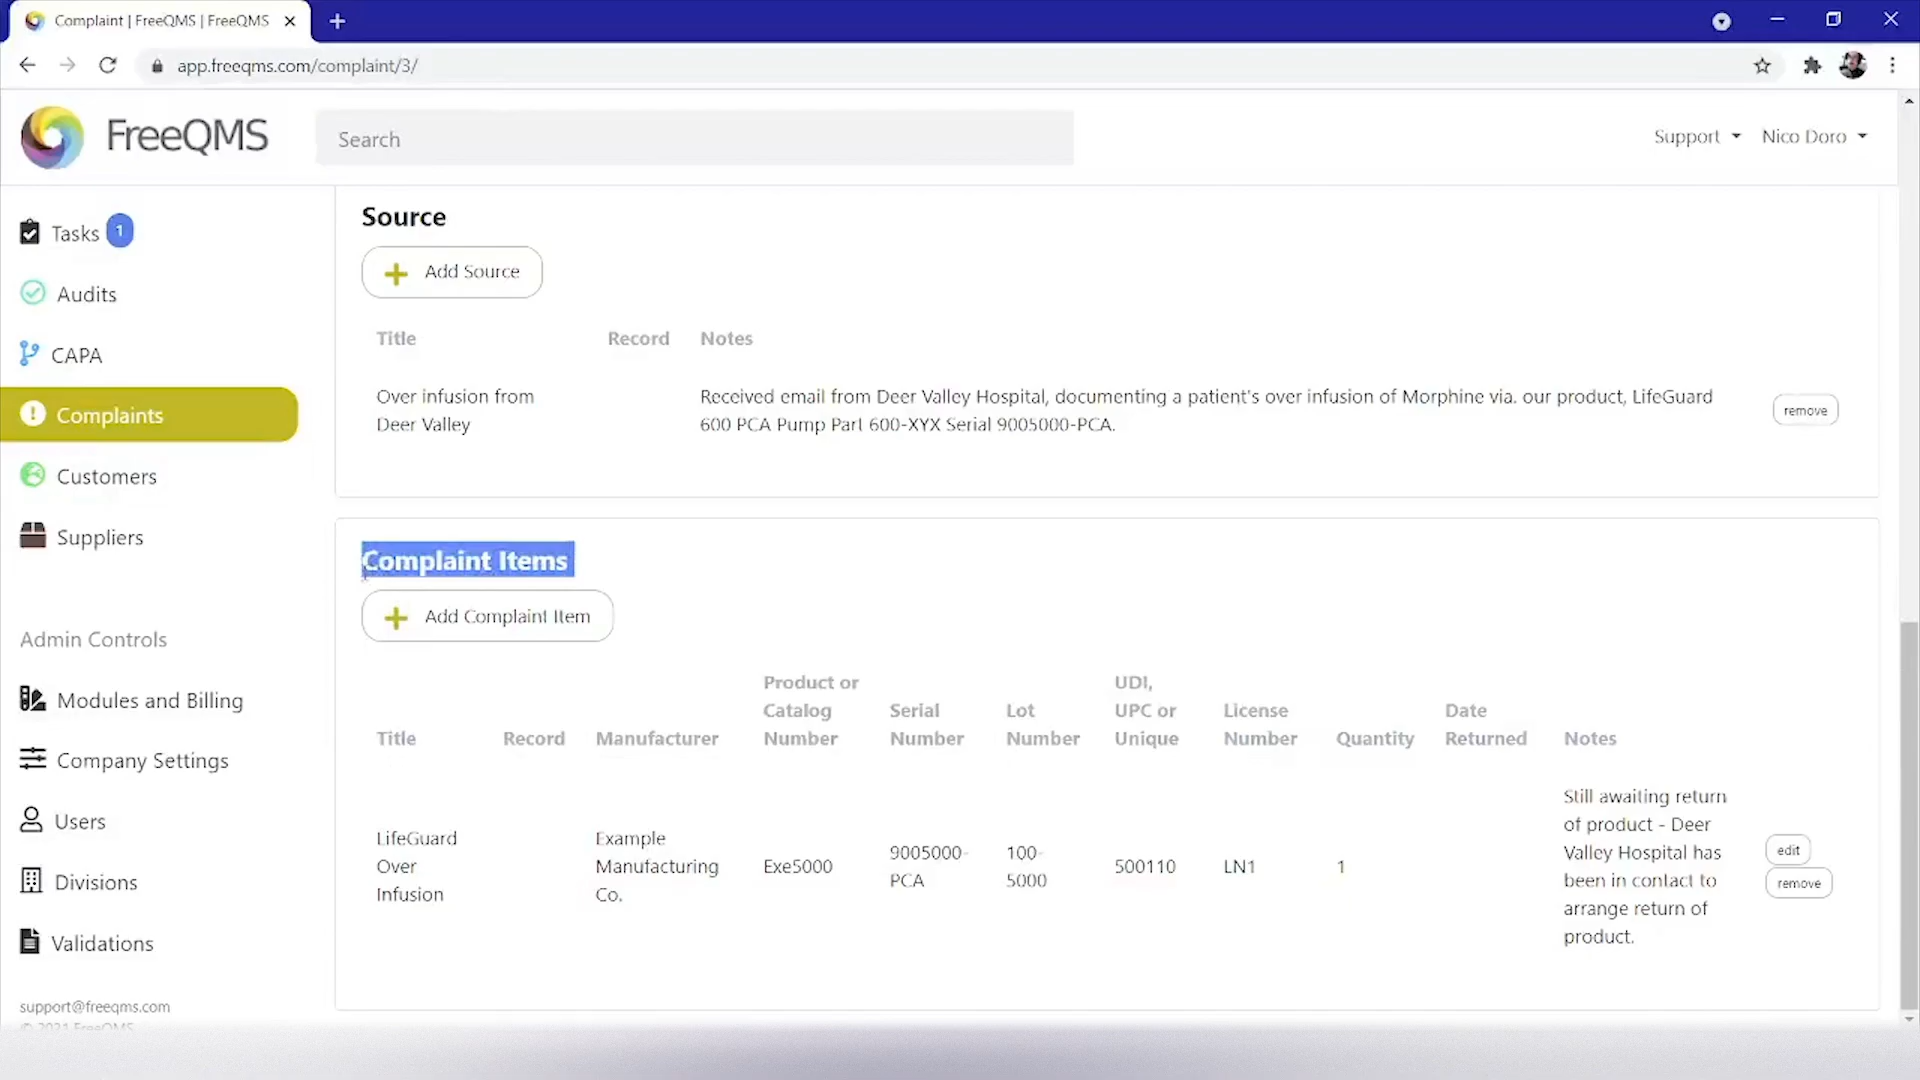 Complaint | FreeQMS | FreeQMS
app.freeqms.com/complaint/3/
FreeQMS
Search
Support
Nico Doro
Tasks 1
Audits
CAPA
Complaints
Customers
Suppliers
Admin Controls
Modules and Billing
Company Settings
Users
Divisions
Validations
support@freeqms.com
© 2021 FreeQMS
Source
Add Source
Title Record Notes
Over infusion from
Deer Valley
Received email from Deer Valley Hospital, documenting a patient's over infusion of Morphine via. our product, LifeGuard
600 PCA Pump Part 600-XYX Serial 9005000-PCA.
remove
Complaint Items
Add Complaint Item
Title
Record
Manufacturer
Product or
Catalog
Number
Serial
Number
Lot
Number
UDI,
UPC or
Unique
License
Number
Quantity
Date
Returned
Notes
LifeGuard
Over
Infusion
Example
Manufacturing
Co.
Exe5000
9005000-
PCA
100-
5000
500110
LN1
1
Still awaiting return
of product - Deer
Valley Hospital has
been in contact to
arrange return of
product.
edit
remove